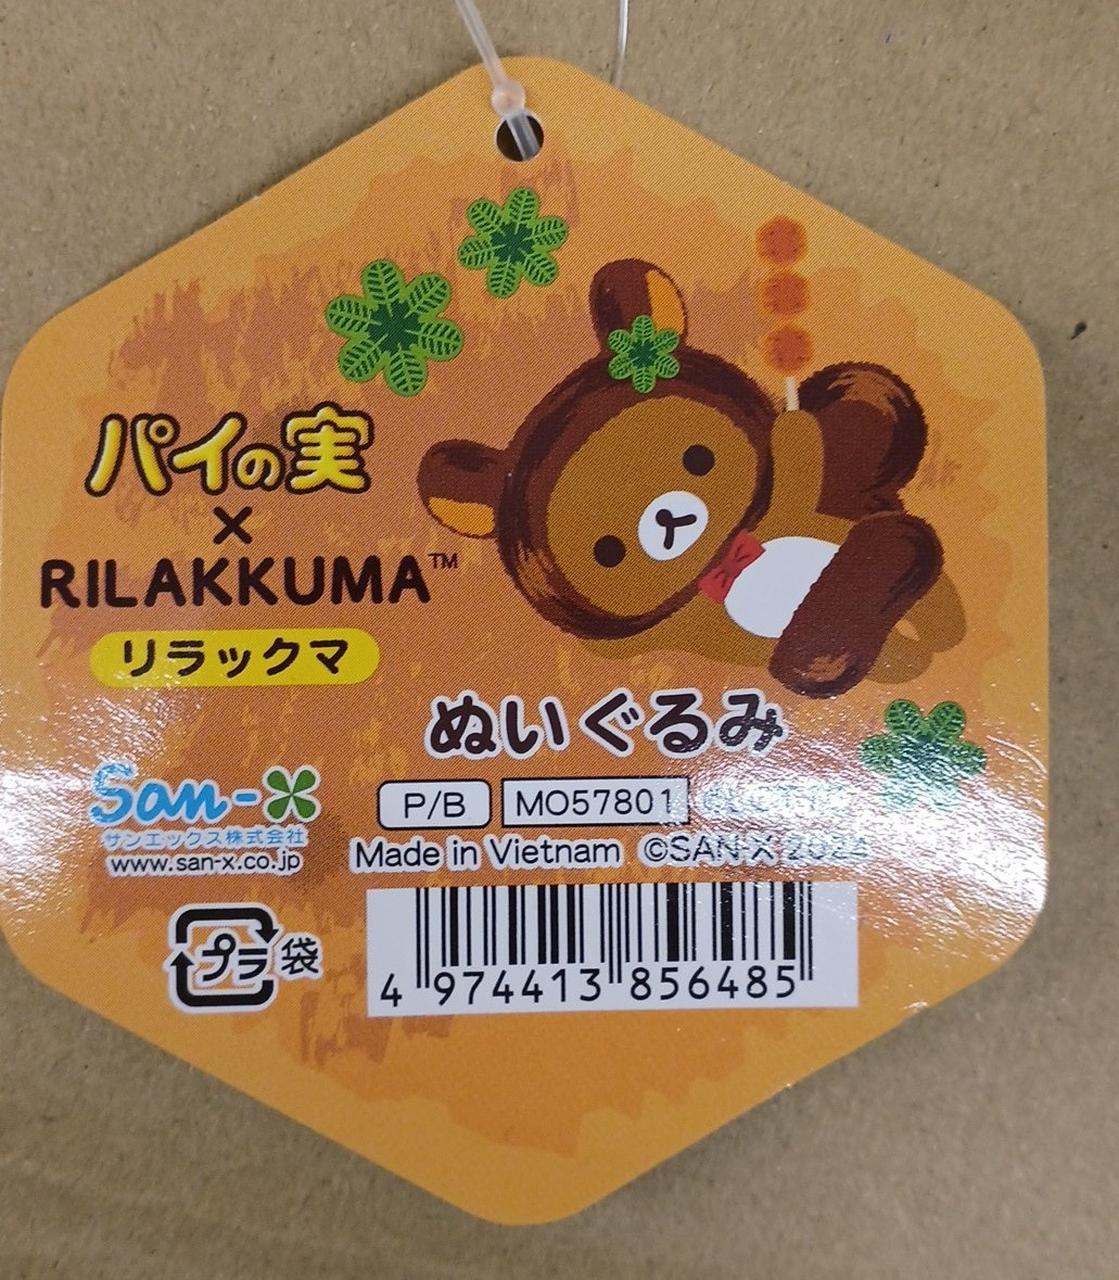 パイの実
×
RILAKKUMA™
リラックマ
ぬいぐるみ
P/B MO57801
San-X
サンエックス株式会社
www.san-x.co.jp
Made in Vietnam ©SAN-X 2024
プラ 袋
4 974413 856485